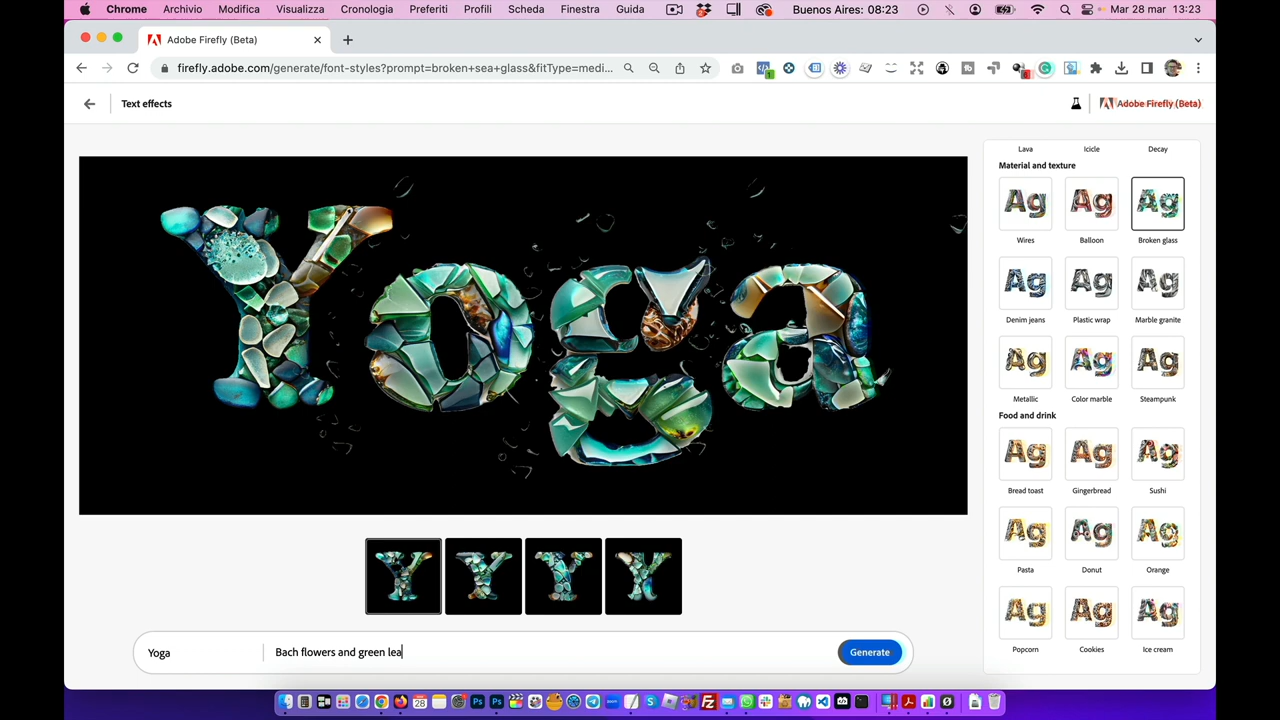 Chrome Archivio Modifica Visualizza Cronologia Preferiti Profili Scheda Finestra Guida Buenos Aires: 08:23 Mar 28 mar 13:23
Adobe Firefly (Beta)
firefly.adobe.com/generate/font-styles?prompt=broken+sea+glass&fitType=medi...
Text effects
Adobe Firefly (Beta)
Lava Icicle Decay
Material and texture
Ag Ag Ag
Wires Balloon Broken glass
Ag Ag Ag
Denim jeans Plastic wrap Marble granite
Ag Ag Ag
Metallic Color marble Steampunk
Food and drink
Ag Ag Ag
Bread toast Gingerbread Sushi
Ag Ag Ag
Pasta Donut Orange
Ag Ag Ag
Popcorn Cookies Ice cream
Yoga
Y Y Y Y
Yoga Bach flowers and green lea Generate